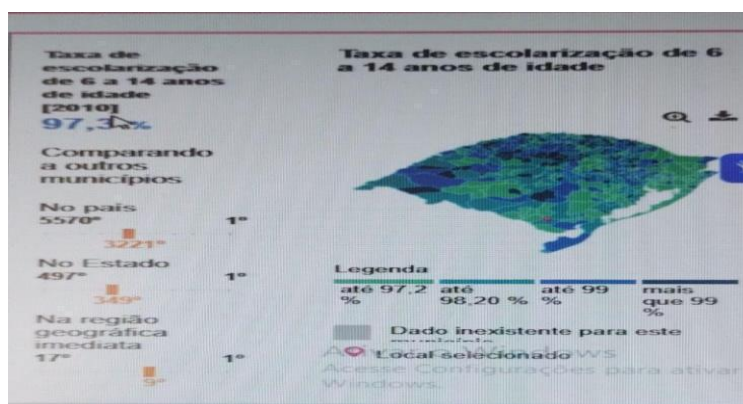 Taxa de
escolarização
de 6 a 14 anos
de idade
[2010]
97,3 %
Comparando
a outros
municípios
No país
5570º 1º
3221º
No Estado
497º 1º
349º
Na região
geográfica
imediata
17º 1º
9º
Taxa de escolarização de 6
a 14 anos de idade
Legenda
até 97,2 %
até 98,20 %
até 99 %
mais que 99 %
Dado inexistente para este
Local selecionado
Windows
Acesse Configurações para ativar
Windows.